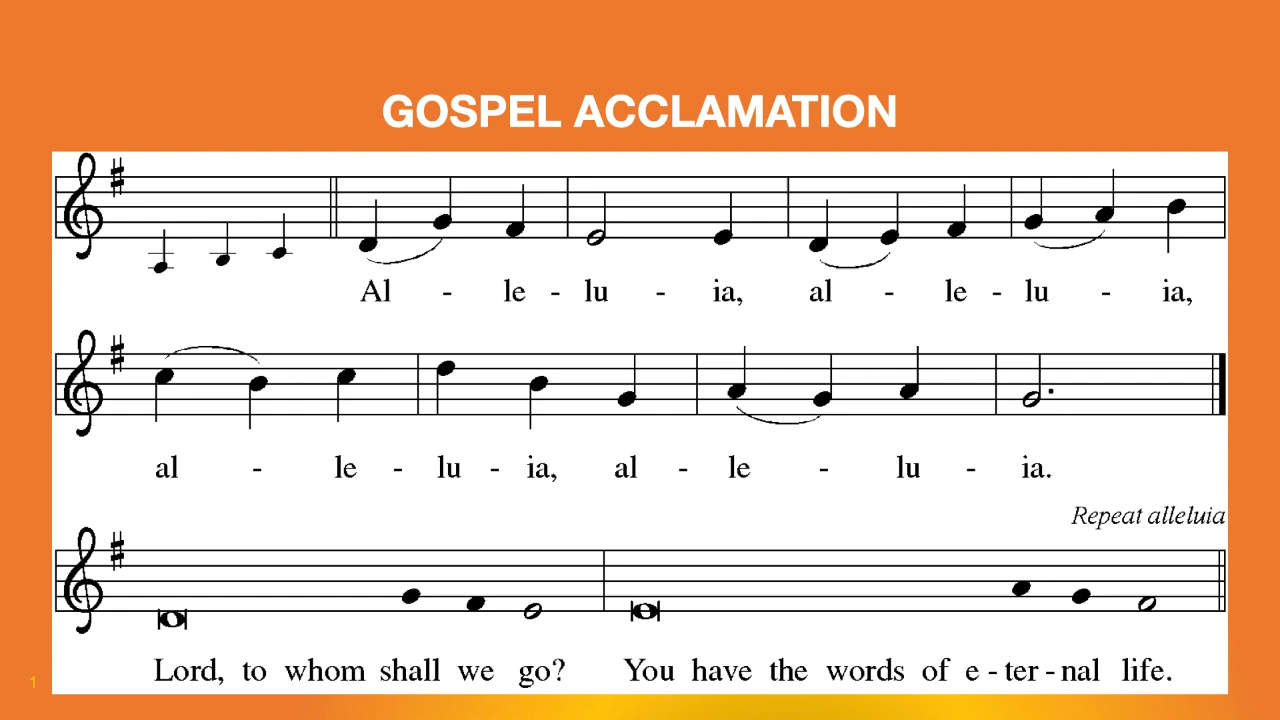 GOSPEL ACCLAMATION
Al - le - lu - ia, al - le - lu - ia,
al - le - lu - ia, al - le - lu - ia.
Repeat alleluia
Lord, to whom shall we go? You have the words of e - ter - nal life.
1